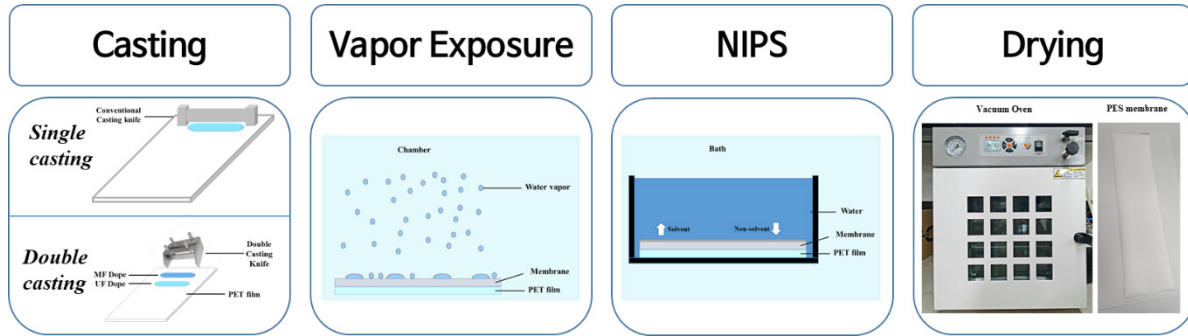 Casting
Vapor Exposure
NIPS
Drying
Conventional
Casting knife
Single
casting
Double
casting
Double
Casting
Knife
MF Dope
UF Dope
PET film
Chamber
Water vapor
Membrane
PET film
Bath
Water
Solvent
Non-solvent
Membrane
PET film
Vacuum Oven
PES membrane